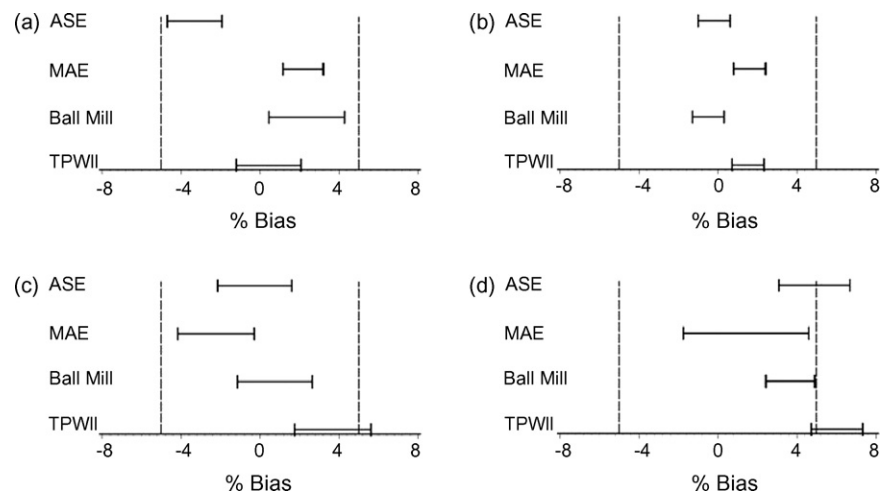 (a) ASE
MAE
Ball Mill
TPWII
-8 -4 0 4 8
% Bias
(b) ASE
MAE
Ball Mill
TPWII
-8 -4 0 4 8
% Bias
(c) ASE
MAE
Ball Mill
TPWII
-8 -4 0 4 8
% Bias
(d) ASE
MAE
Ball Mill
TPWII
-8 -4 0 4 8
% Bias